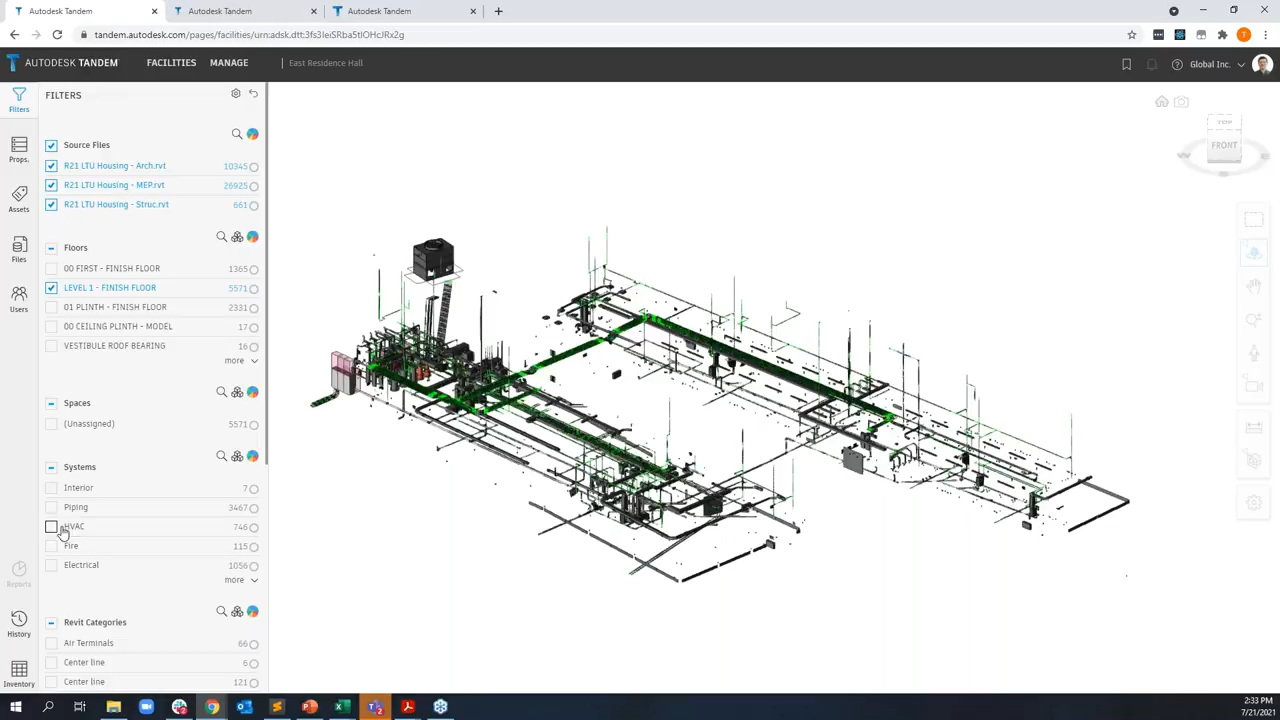 Autodesk Tandem
Autodesk Tandem
Autodesk Tandem
tandem.autodesk.com/pages/facilities/urn:adsk.dtt:3fs3IeiSRba5tIOHcJRx2g
T
AUTODESK TANDEM
FACILITIES
MANAGE
East Residence Hall
Global Inc.
Filters
Props.
Assets
Files
Users
Reports
History
Inventory
FILTERS
Source Files
R21 LTU Housing - Arch.rvt 10345
R21 LTU Housing - MEP.rvt 26925
R21 LTU Housing - Struc.rvt 661
Floors
00 FIRST - FINISH FLOOR 1365
LEVEL 1 - FINISH FLOOR 5571
01 PLINTH - FINISH FLOOR 2331
00 CEILING PLINTH - MODEL 17
VESTIBULE ROOF BEARING 16
more
Spaces
(Unassigned) 5571
Systems
Interior 7
Piping 3467
HVAC 746
Fire 115
Electrical 1056
more
Revit Categories
Air Terminals 66
Center line 6
Center line 121
TOP
FRONT
2:33 PM
7/21/2021